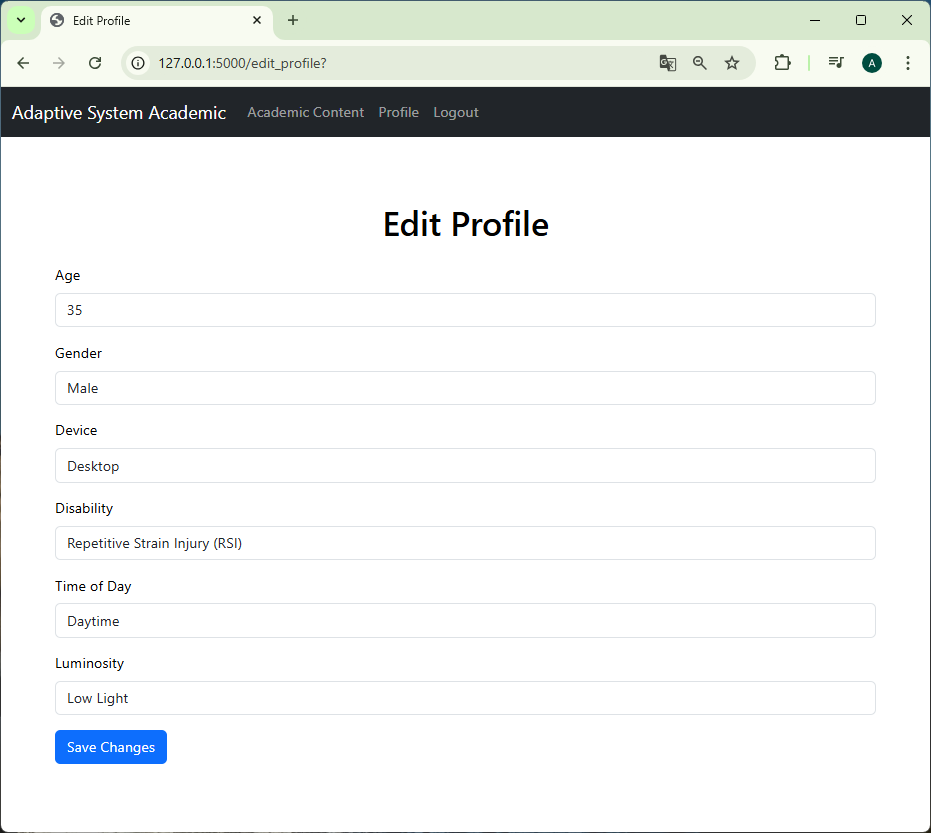 Edit Profile
127.0.0.1:5000/edit_profile?
A
Adaptive System Academic Academic Content Profile Logout
Edit Profile
Age
35
Gender
Male
Device
Desktop
Disability
Repetitive Strain Injury (RSI)
Time of Day
Daytime
Luminosity
Low Light
Save Changes